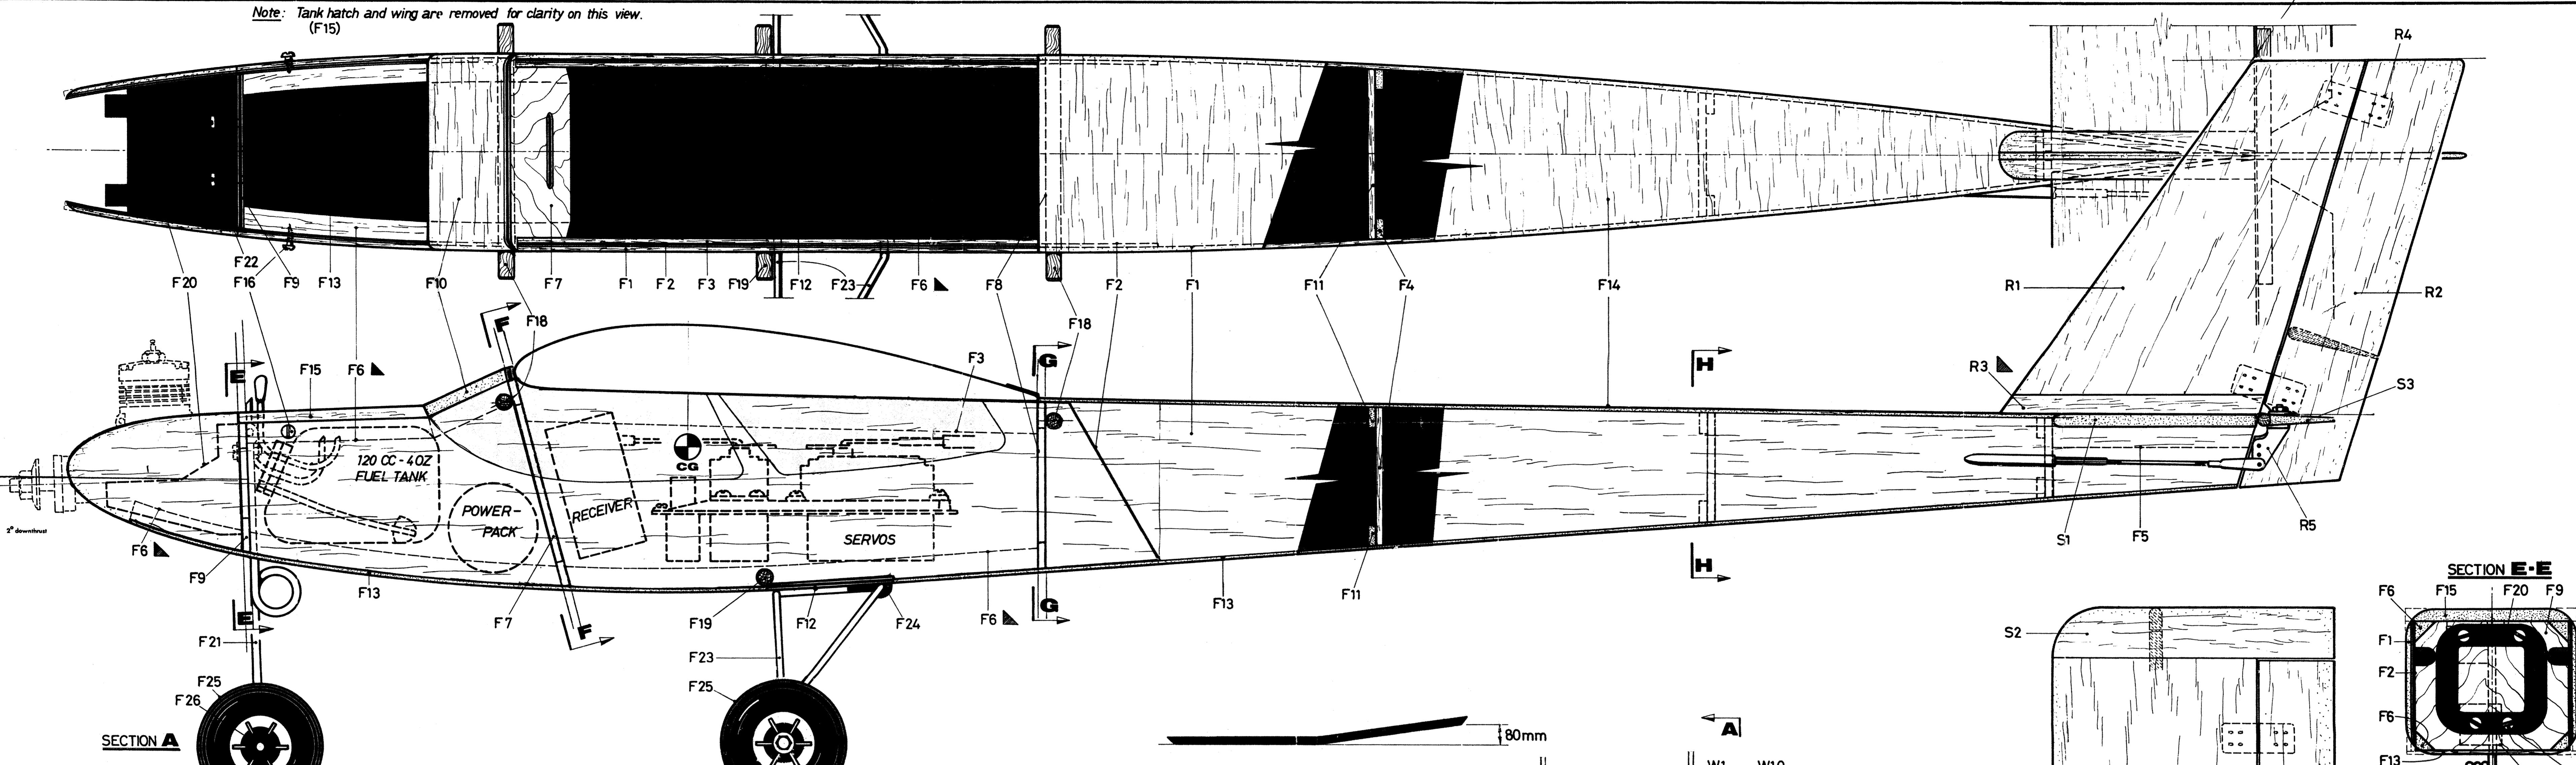 Note: Tank hatch and wing are removed for clarity on this view.
(F15)
R4
F20
F22
F16
F9
F13
F10
F7
F1
F2
F3
F19
F12
F23
F6
F8
F2
F1
F11
F4
F14
R1
R2
F18
F18
F
G
H
E
F15
F6
F3
R3
S3
120 CC - 4OZ
FUEL TANK
CG
POWER-
PACK
RECEIVER
SERVOS
2° downthrust
F6
F9
F13
F7
F
E
F19
F12
F24
F6
G
F13
F11
H
S1
F5
R5
F21
F23
F25
F26
F25
SECTION A
80mm
A
W1
W10
S2
SECTION E-E
F6
F15
F20
F9
F1
F2
F6
F13